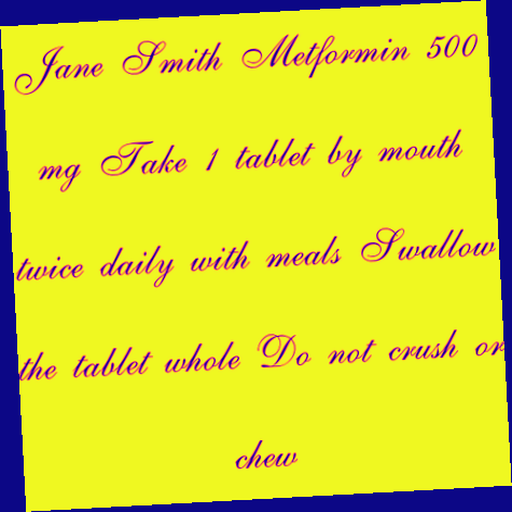 Jane Smith Metformin 500
mg Take 1 tablet by mouth
twice daily with meals Swallow
the tablet whole Do not crush or
chew